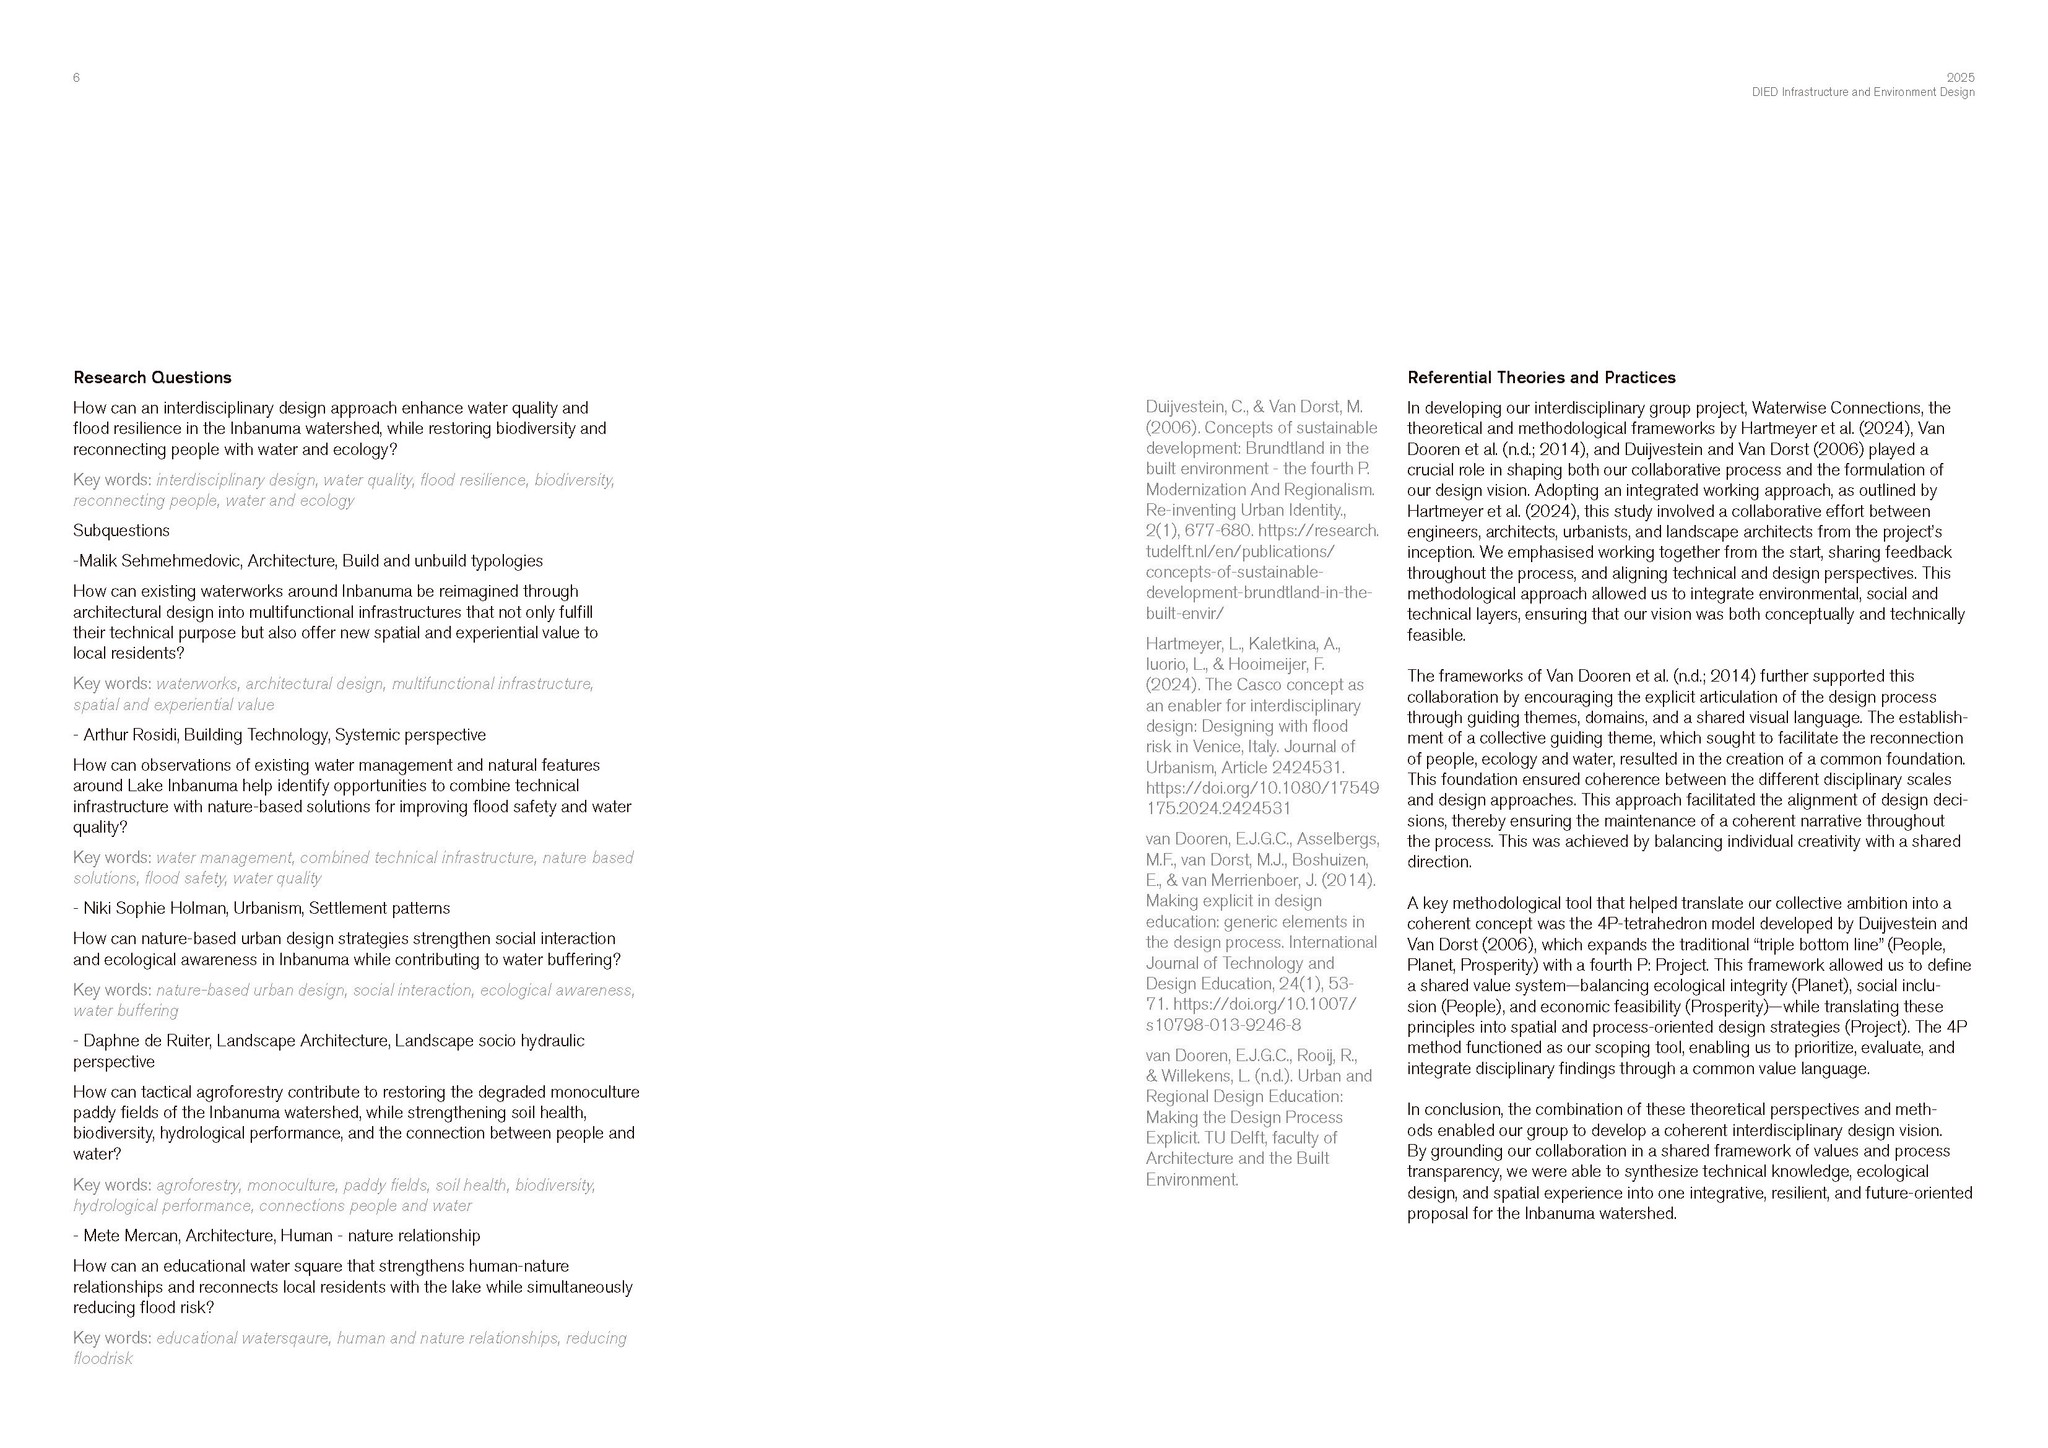 6
2025
DIED Infrastructure and Environment Design
Research Questions
How can an interdisciplinary design approach enhance water quality and
flood resilience in the Inbanuma watershed, while restoring biodiversity and
reconnecting people with water and ecology?
Key words: interdisciplinary design, water quality, flood resilience, biodiversity,
reconnecting people, water and ecology
Subquestions
-Malik Sehmehmedovic, Architecture, Build and unbuild typologies
How can existing waterworks around Inbanuma be reimagined through
architectural design into multifunctional infrastructures that not only fulfill
their technical purpose but also offer new spatial and experiential value to
local residents?
Key words: waterworks, architectural design, multifunctional infrastructure,
spatial and experiential value
- Arthur Rosidi, Building Technology, Systemic perspective
How can observations of existing water management and natural features
around Lake Inbanuma help identify opportunities to combine technical
infrastructure with nature-based solutions for improving flood safety and water
quality?
Key words: water management, combined technical infrastructure, nature based
solutions, flood safety, water quality
- Niki Sophie Holman, Urbanism, Settlement patterns
How can nature-based urban design strategies strengthen social interaction
and ecological awareness in Inbanuma while contributing to water buffering?
Key words: nature-based urban design, social interaction, ecological awareness,
water buffering
- Daphne de Ruiter, Landscape Architecture, Landscape socio hydraulic
perspective
How can tactical agroforestry contribute to restoring the degraded monoculture
paddy fields of the Inbanuma watershed, while strengthening soil health,
biodiversity, hydrological performance, and the connection between people and
water?
Key words: agroforestry, monoculture, paddy fields, soil health, biodiversity,
hydrological performance, connections people and water
- Mete Mercan, Architecture, Human - nature relationship
How can an educational water square that strengthens human-nature
relationships and reconnects local residents with the lake while simultaneously
reducing flood risk?
Key words: educational watersqaure, human and nature relationships, reducing
floodrisk
Duijvestein, C., & Van Dorst, M.
(2006). Concepts of sustainable
development: Brundtland in the
built environment - the fourth P.
Modernization And Regionalism.
Re-inventing Urban Identity.,
2(1), 677-680. https://research.
tudelft.nl/en/publications/
concepts-of-sustainable-
development-brundtland-in-the-
built-envir/
Hartmeyer, L., Kaletkina, A.,
Iuorio, L., & Hooimeijer, F.
(2024). The Casco concept as
an enabler for interdisciplinary
design: Designing with flood
risk in Venice, Italy. Journal of
Urbanism, Article 2424531.
https://doi.org/10.1080/17549
175.2024.2424531
van Dooren, E.J.G.C., Asselbergs,
M.F., van Dorst, M.J., Boshuizen,
E., & van Merrienboer, J. (2014).
Making explicit in design
education: generic elements in
the design process. International
Journal of Technology and
Design Education, 24(1), 53-
71. https://doi.org/10.1007/
s10798-013-9246-8
van Dooren, E.J.G.C., Rooij, R.,
& Willekens, L. (n.d.). Urban and
Regional Design Education:
Making the Design Process
Explicit. TU Delft, faculty of
Architecture and the Built
Environment.
Referential Theories and Practices
In developing our interdisciplinary group project, Waterwise Connections, the
theoretical and methodological frameworks by Hartmeyer et al. (2024), Van
Dooren et al. (n.d.; 2014), and Duijvestein and Van Dorst (2006) played a
crucial role in shaping both our collaborative process and the formulation of
our design vision. Adopting an integrated working approach, as outlined by
Hartmeyer et al. (2024), this study involved a collaborative effort between
engineers, architects, urbanists, and landscape architects from the project's
inception. We emphasised working together from the start, sharing feedback
throughout the process, and aligning technical and design perspectives. This
methodological approach allowed us to integrate environmental, social and
technical layers, ensuring that our vision was both conceptually and technically
feasible.
The frameworks of Van Dooren et al. (n.d.; 2014) further supported this
collaboration by encouraging the explicit articulation of the design process
through guiding themes, domains, and a shared visual language. The establish-
ment of a collective guiding theme, which sought to facilitate the reconnection
of people, ecology and water, resulted in the creation of a common foundation.
This foundation ensured coherence between the different disciplinary scales
and design approaches. This approach facilitated the alignment of design deci-
sions, thereby ensuring the maintenance of a coherent narrative throughout
the process. This was achieved by balancing individual creativity with a shared
direction.
A key methodological tool that helped translate our collective ambition into a
coherent concept was the 4P-tetrahedron model developed by Duijvestein and
Van Dorst (2006), which expands the traditional “triple bottom line” (People,
Planet, Prosperity) with a fourth P: Project. This framework allowed us to define
a shared value system—balancing ecological integrity (Planet), social inclu-
sion (People), and economic feasibility (Prosperity)—while translating these
principles into spatial and process-oriented design strategies (Project). The 4P
method functioned as our scoping tool, enabling us to prioritize, evaluate, and
integrate disciplinary findings through a common value language.
In conclusion, the combination of these theoretical perspectives and meth-
ods enabled our group to develop a coherent interdisciplinary design vision.
By grounding our collaboration in a shared framework of values and process
transparency, we were able to synthesize technical knowledge, ecological
design, and spatial experience into one integrative, resilient, and future-oriented
proposal for the Inbanuma watershed.